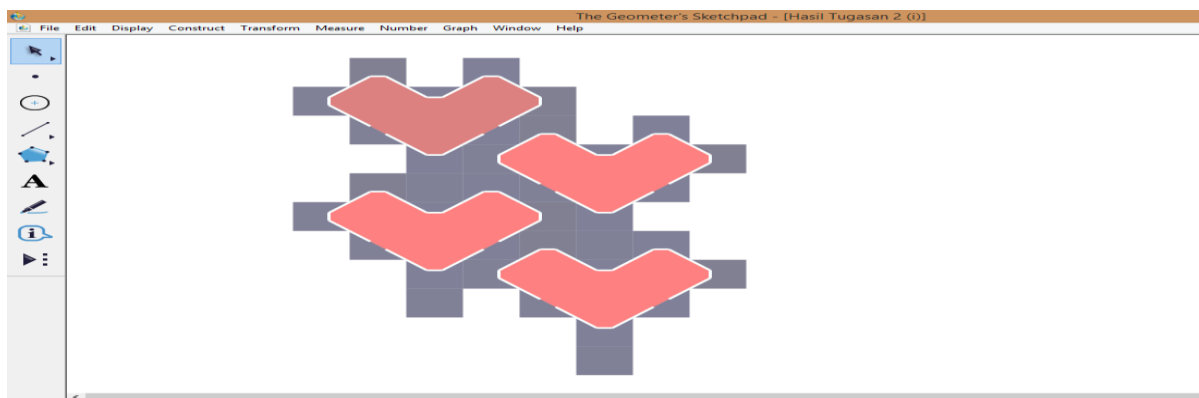 The Geometer's Sketchpad - [Hasil Tugasan 2 (i)]
File Edit Display Construct Transform Measure Number Graph Window Help
A
i